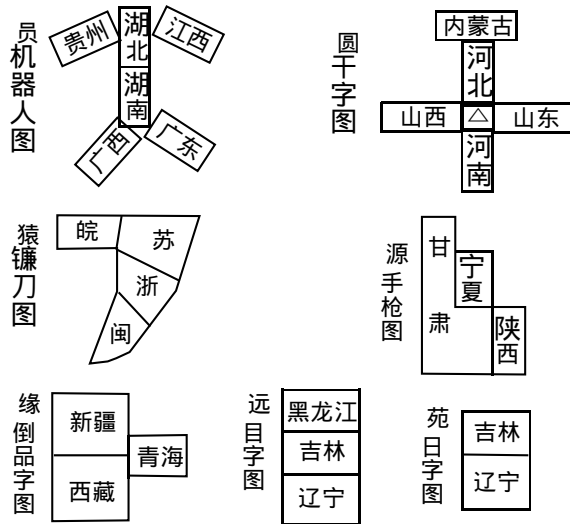 员机器人图
贵州
湖北
湖南
江西
广西
广东
圆干字图
内蒙古
河北
山西
△
山东
河南
猿镰刀图
皖
苏
浙
闽
源手枪图
甘肃
宁夏
陕西
缘倒品字图
新疆
青海
西藏
远目字图
黑龙江
吉林
辽宁
苑日字图
吉林
辽宁